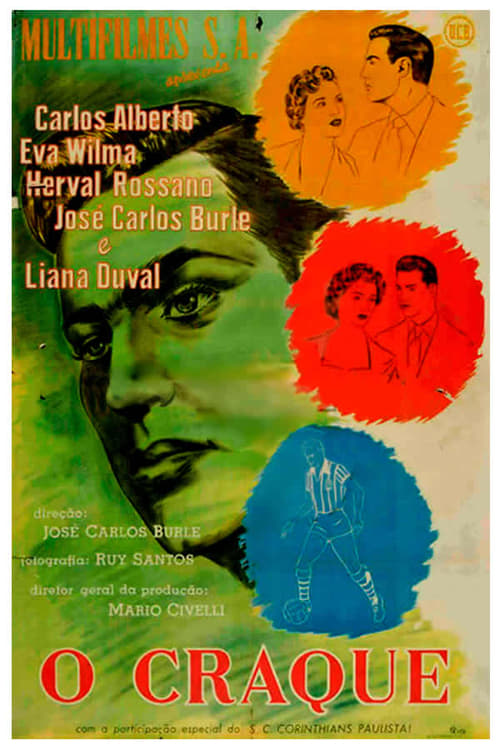 MULTIFILMES S. A.
apresenta
UCB
Carlos Alberto
Eva Wilma
Herval Rossano
José Carlos Burle
e
Liana Duval
direção:
JOSÉ CARLOS BURLE
fotografia: RUY SANTOS
diretor geral da produção:
MARIO CIVELLI
O CRAQUE
com a participação especial do S. C. CORINTHIANS PAULISTA!